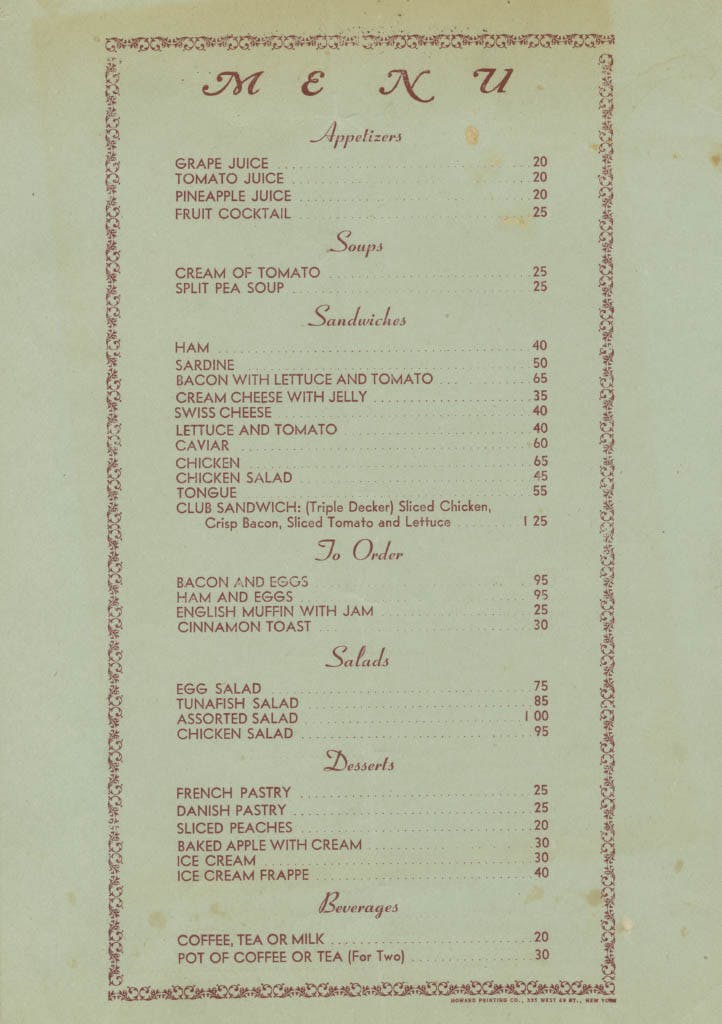 MENU
Appetizers
GRAPE JUICE 20
TOMATO JUICE 20
PINEAPPLE JUICE 20
FRUIT COCKTAIL 25
Soups
CREAM OF TOMATO 25
SPLIT PEA SOUP 25
Sandwiches
HAM 40
SARDINE 50
BACON WITH LETTUCE AND TOMATO 65
CREAM CHEESE WITH JELLY 35
SWISS CHEESE 40
LETTUCE AND TOMATO 40
CAVIAR 60
CHICKEN 65
CHICKEN SALAD 45
TONGUE 55
CLUB SANDWICH: (Triple Decker) Sliced Chicken,
Crisp Bacon, Sliced Tomato and Lettuce 1 25
To Order
BACON AND EGGS 95
HAM AND EGGS 95
ENGLISH MUFFIN WITH JAM 25
CINNAMON TOAST 30
Salads
EGG SALAD 75
TUNAFISH SALAD 85
ASSORTED SALAD 1 00
CHICKEN SALAD 95
Desserts
FRENCH PASTRY 25
DANISH PASTRY 25
SLICED PEACHES 20
BAKED APPLE WITH CREAM 30
ICE CREAM 30
ICE CREAM FRAPPE 40
Beverages
COFFEE, TEA OR MILK 20
POT OF COFFEE OR TEA (For Two) 30
HOWARD PRINTING CO., WEST ST., NEW YORK